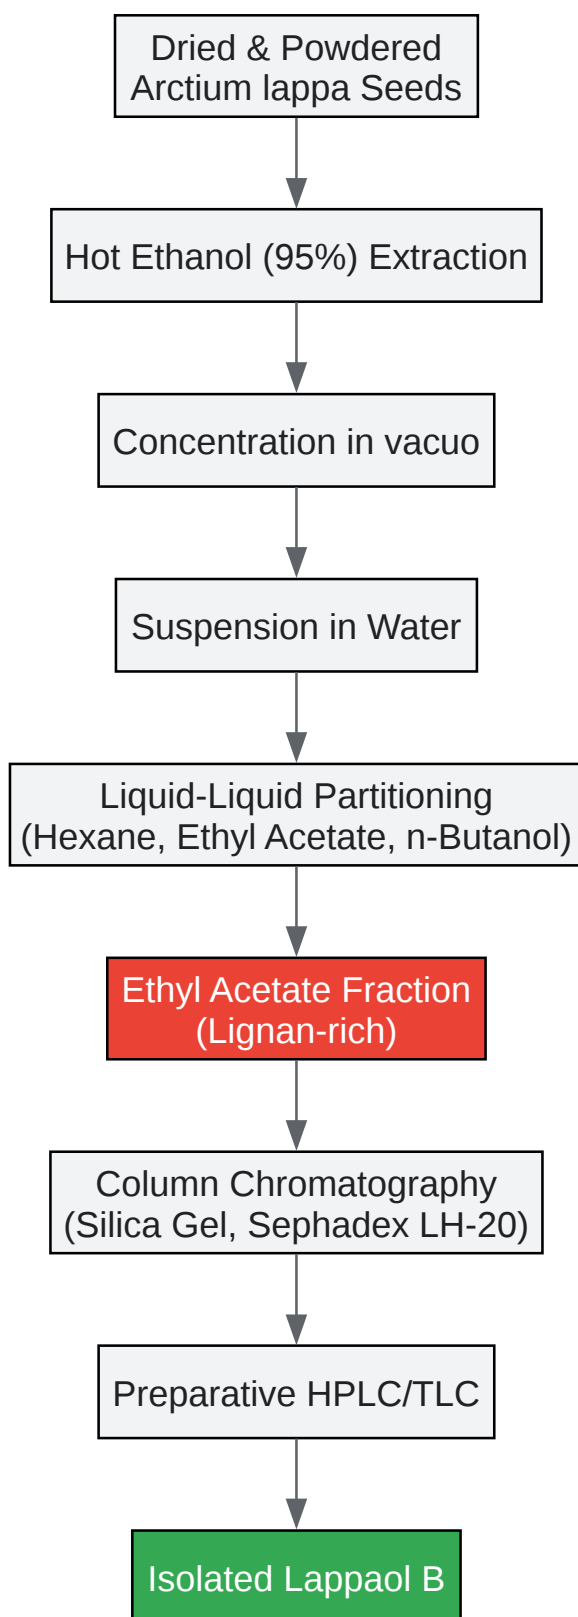 Dried & Powdered
Arctium lappa Seeds
Hot Ethanol (95%) Extraction
Concentration in vacuo
Suspension in Water
Liquid-Liquid Partitioning
(Hexane, Ethyl Acetate, n-Butanol)
Ethyl Acetate Fraction
(Lignan-rich)
Column Chromatography
(Silica Gel, Sephadex LH-20)
Preparative HPLC/TLC
Isolated Lappaol B